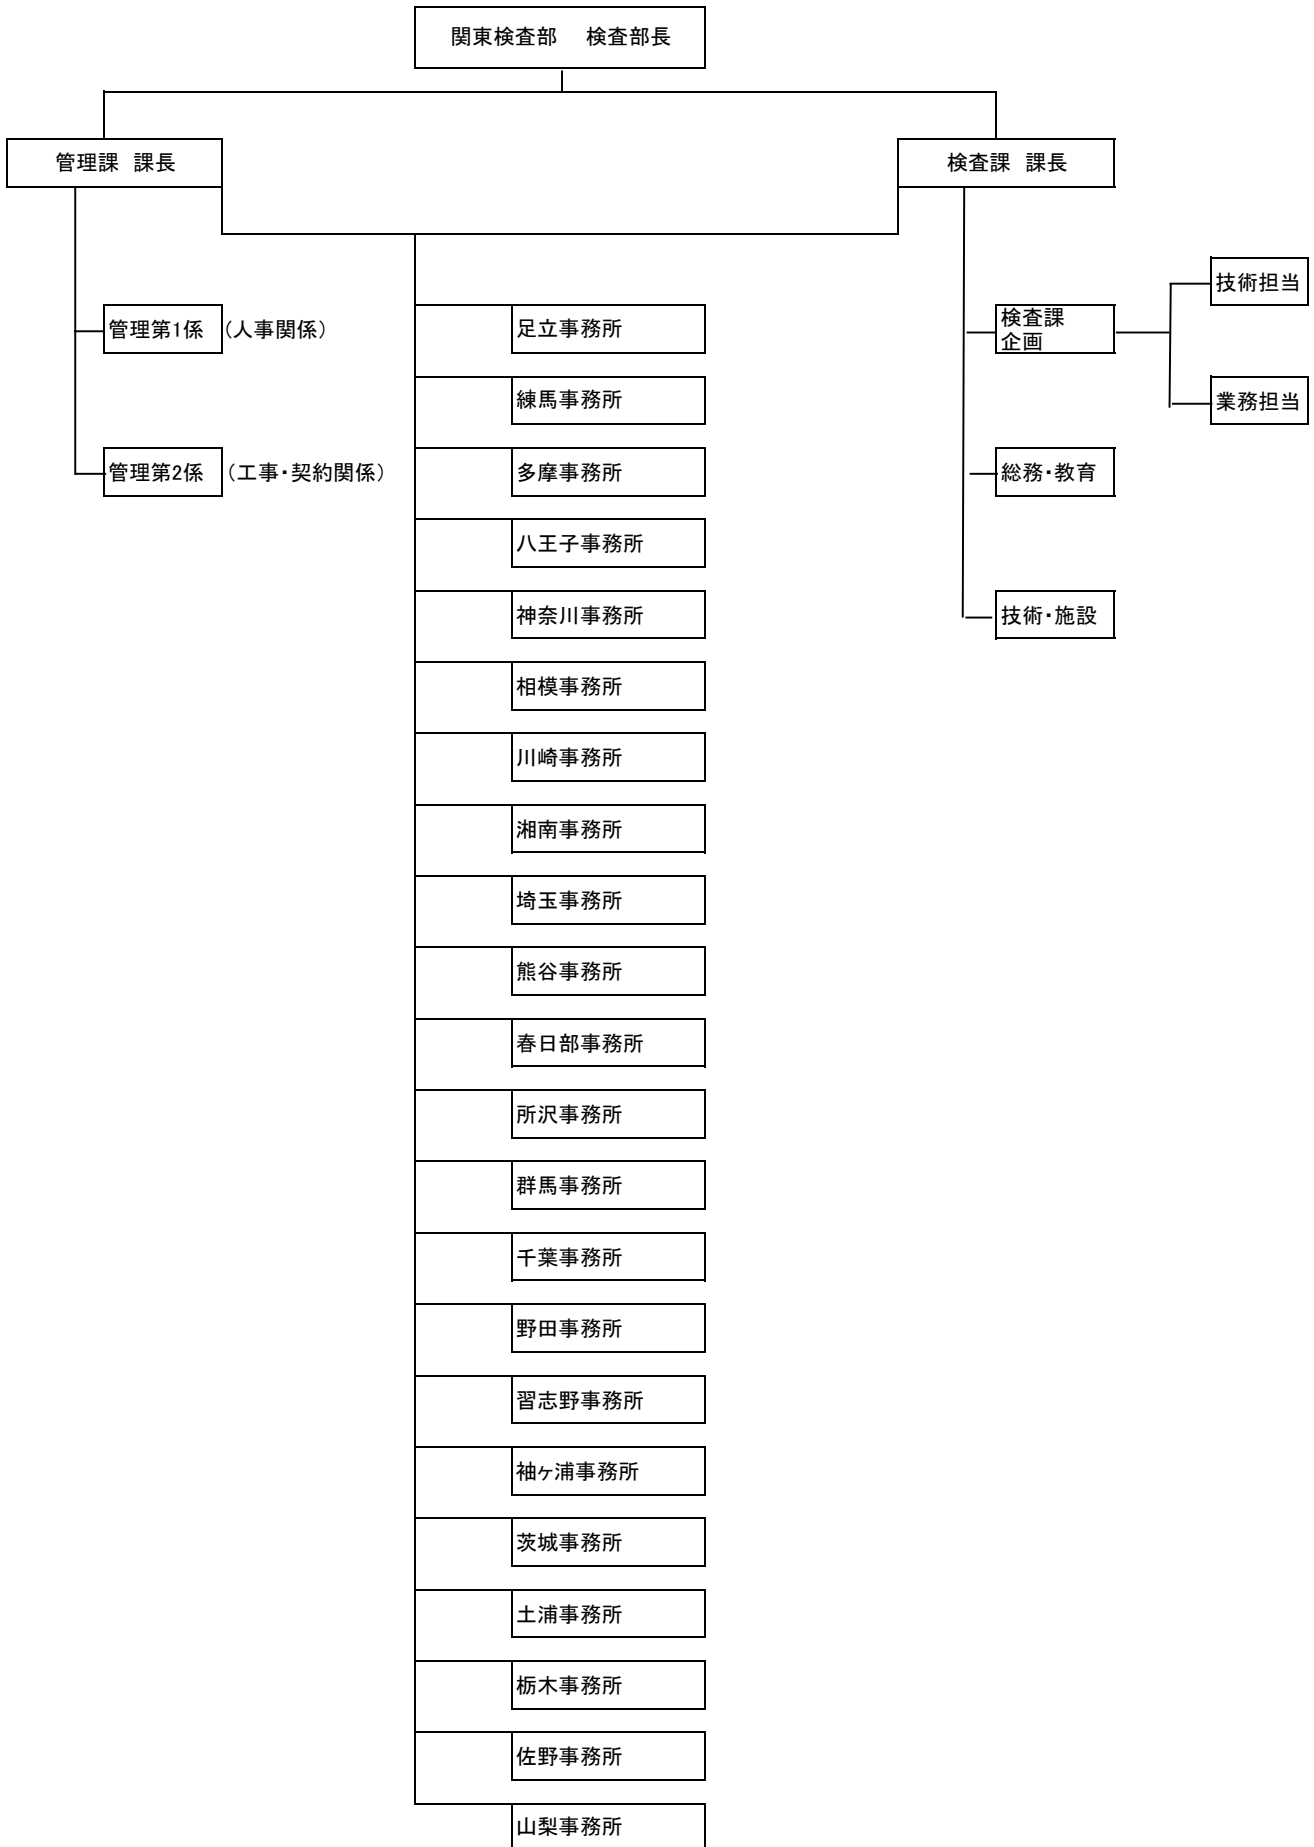 関東検査部 検査部長
管理課 課長
検査課 課長
管理第1係 (人事関係)
管理第2係 (工事・契約関係)
足立事務所
練馬事務所
多摩事務所
八王子事務所
神奈川事務所
相模事務所
川崎事務所
湘南事務所
埼玉事務所
熊谷事務所
春日部事務所
所沢事務所
群馬事務所
千葉事務所
野田事務所
習志野事務所
袖ヶ浦事務所
茨城事務所
土浦事務所
栃木事務所
佐野事務所
山梨事務所
検査課
企画
技術担当
業務担当
総務・教育
技術・施設